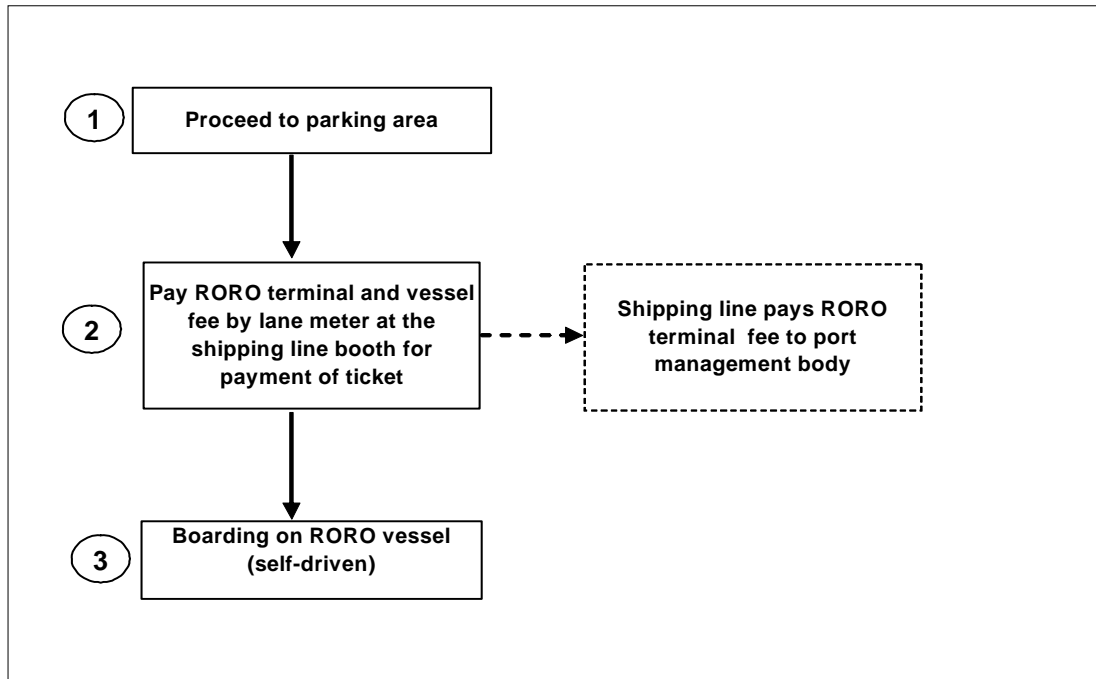 1
Proceed to parking area
2
Pay RORO terminal and vessel
fee by lane meter at the
shipping line booth for
payment of ticket
Shipping line pays RORO
terminal fee to port
management body
3
Boarding on RORO vessel
(self-driven)